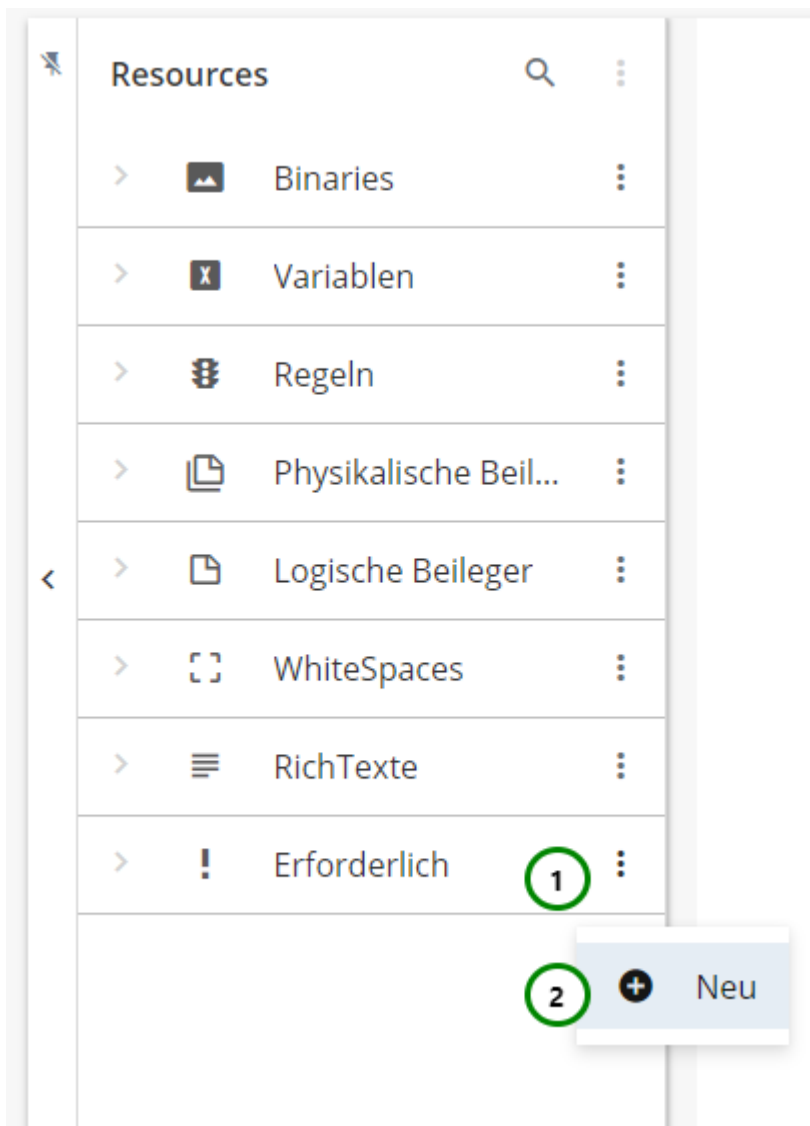 Resources
Binaries
Variablen
Regeln
Physikalische Beil...
Logische Beileger
WhiteSpaces
RichTexte
Erforderlich
1
2
Neu